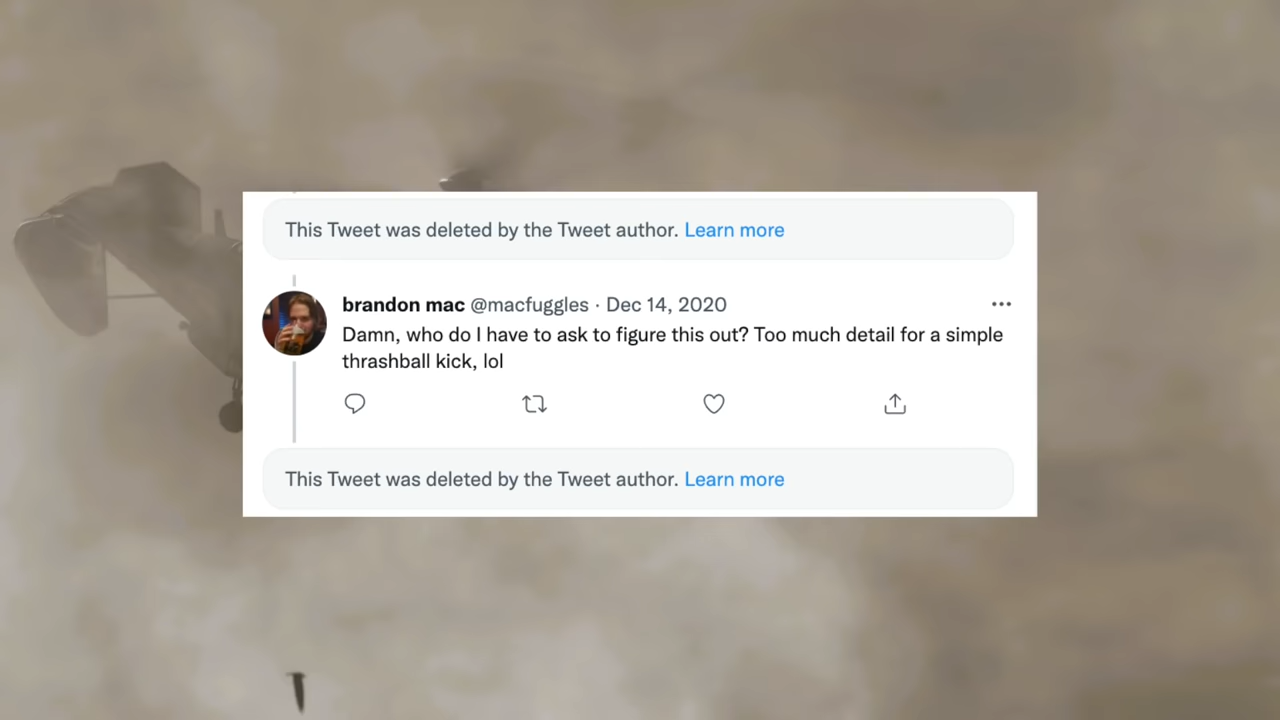 This Tweet was deleted by the Tweet author. Learn more
brandon mac @macfuggles · Dec 14, 2020
Damn, who do I have to ask to figure this out? Too much detail for a simple
thrashball kick, lol
This Tweet was deleted by the Tweet author. Learn more